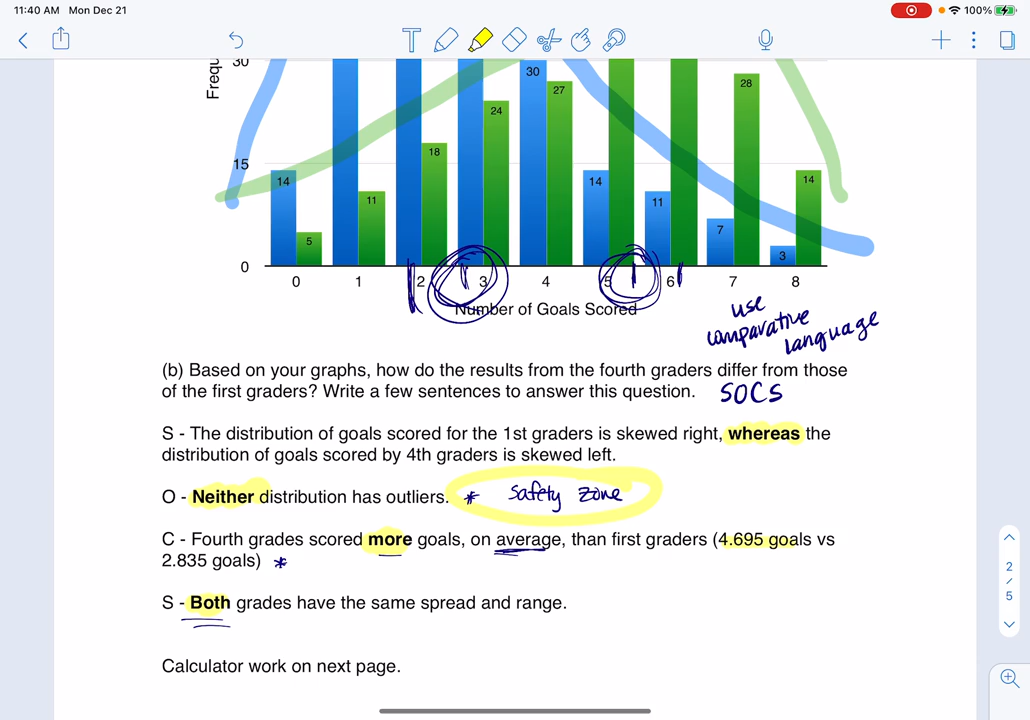 11:40 AM Mon Dec 21
100%
30
Frequ
30
27
24
28
18
15
14
11
5
14
11
7
14
3
0
0 1 2 3 4 5 6 7 8
Number of Goals Scored
use
comparative
language
(b) Based on your graphs, how do the results from the fourth graders differ from those
of the first graders? Write a few sentences to answer this question. SOCS
S - The distribution of goals scored for the 1st graders is skewed right, whereas the
distribution of goals scored by 4th graders is skewed left.
O - Neither distribution has outliers. * safety zone
C - Fourth grades scored more goals, on average, than first graders (4.695 goals vs
2.835 goals) *
S - Both grades have the same spread and range.
Calculator work on next page.
2
/
5